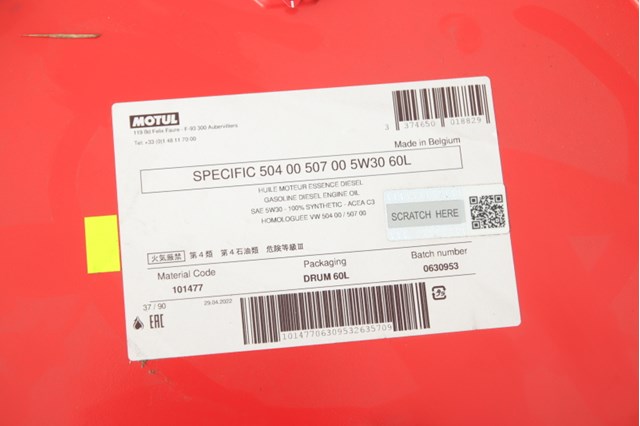 MOTUL
119 Bd Felix Faure - F-93 300 Aubervilliers
Tel: +33 (0)1 48 11 70 00
3 374650 018829
Made in Belgium
SPECIFIC 504 00 507 00 5W30 60L
HUILE MOTEUR ESSENCE DIESEL
GASOLINE DIESEL ENGINE OIL
SAE 5W30 - 100% SYNTHETIC - ACEA C3
HOMOLOGUEE VW 504 00 / 507 00
SCRATCH HERE
火気厳禁 第４類 第４石油類 危険等級Ⅲ
Material Code
101477
Packaging
DRUM 60L
Batch number
0630953
37 / 90
29.04.2022
EAC
10147706309532635709